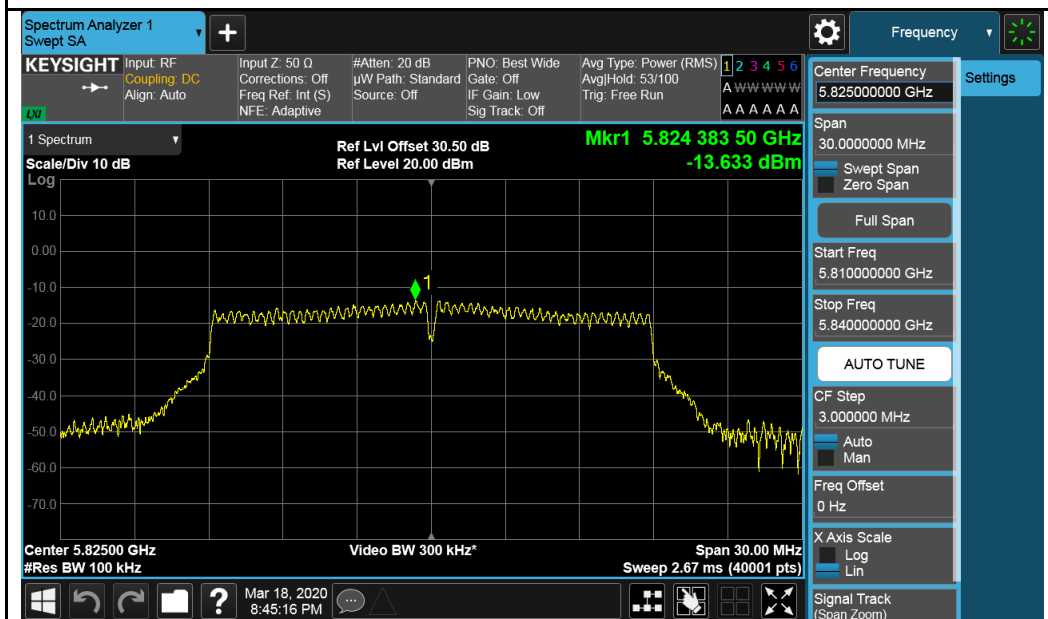 Spectrum Analyzer 1
Swept SA
+
Frequency
KEYSIGHT
Input: RF
Coupling: DC
Align: Auto
Input Z: 50 Ω
Corrections: Off
Freq Ref: Int (S)
NFE: Adaptive
#Atten: 20 dB
µW Path: Standard
Source: Off
PNO: Best Wide
Gate: Off
IF Gain: Low
Sig Track: Off
Avg Type: Power (RMS)
Avg|Hold: 53/100
Trig: Free Run
1 2 3 4 5 6
A W W W W W
A A A A A A
LXI
1 Spectrum
Scale/Div 10 dB
Ref Lvl Offset 30.50 dB
Ref Level 20.00 dBm
Mkr1 5.824 383 50 GHz
-13.633 dBm
Log
10.0
0.00
-10.0
-20.0
-30.0
-40.0
-50.0
-60.0
-70.0
1
Center 5.82500 GHz
#Res BW 100 kHz
Video BW 300 kHz*
Span 30.00 MHz
Sweep 2.67 ms (40001 pts)
Center Frequency
5.825000000 GHz
Settings
Span
30.0000000 MHz
Swept Span
Zero Span
Full Span
Start Freq
5.810000000 GHz
Stop Freq
5.840000000 GHz
AUTO TUNE
CF Step
3.000000 MHz
Auto
Man
Freq Offset
0 Hz
X Axis Scale
Log
Lin
Signal Track
(Span Zoom)
?
Mar 18, 2020
8:45:16 PM